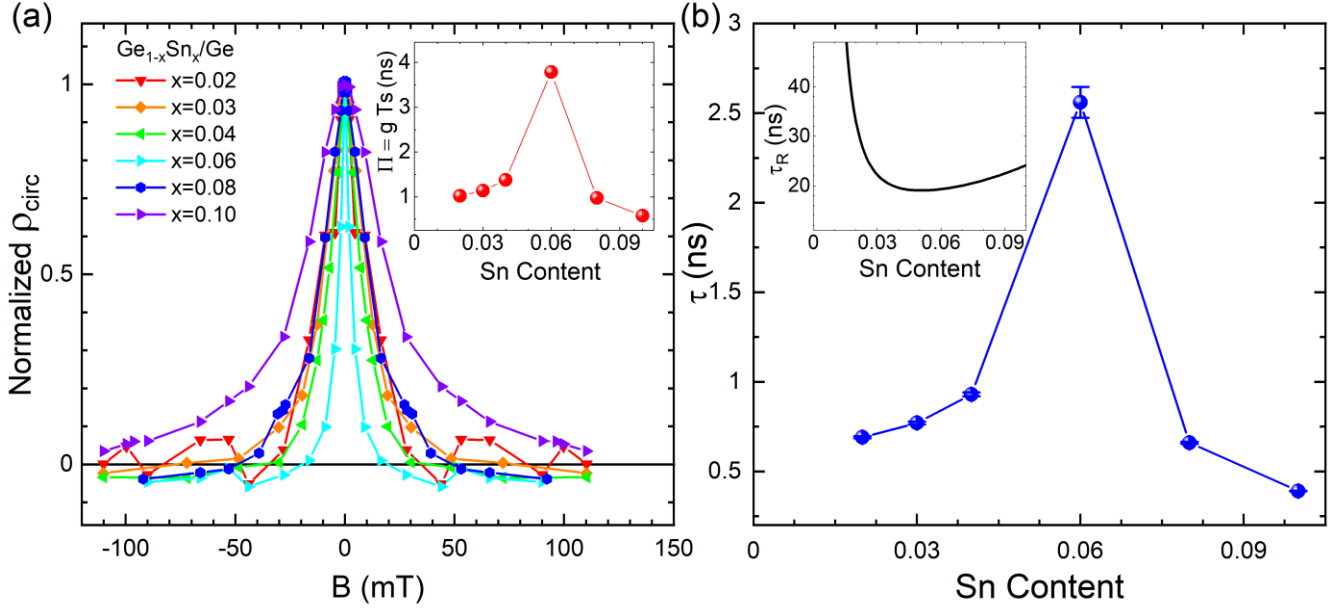 (a)
Ge1-xSnx/Ge
x=0.02
x=0.03
x=0.04
x=0.06
x=0.08
x=0.10
Normalized ρcirc
1
0.5
0
-100 -50 0 50 100 150
B (mT)
Π = g Ts (ns)
4
3
2
1
0 0.03 0.06 0.09
Sn Content
(b)
τ (ns)
3
2.5
2
1.5
1
0.5
0 0.03 0.06 0.09
Sn Content
τR (ns)
40
30
20
0 0.03 0.06 0.09
Sn Content